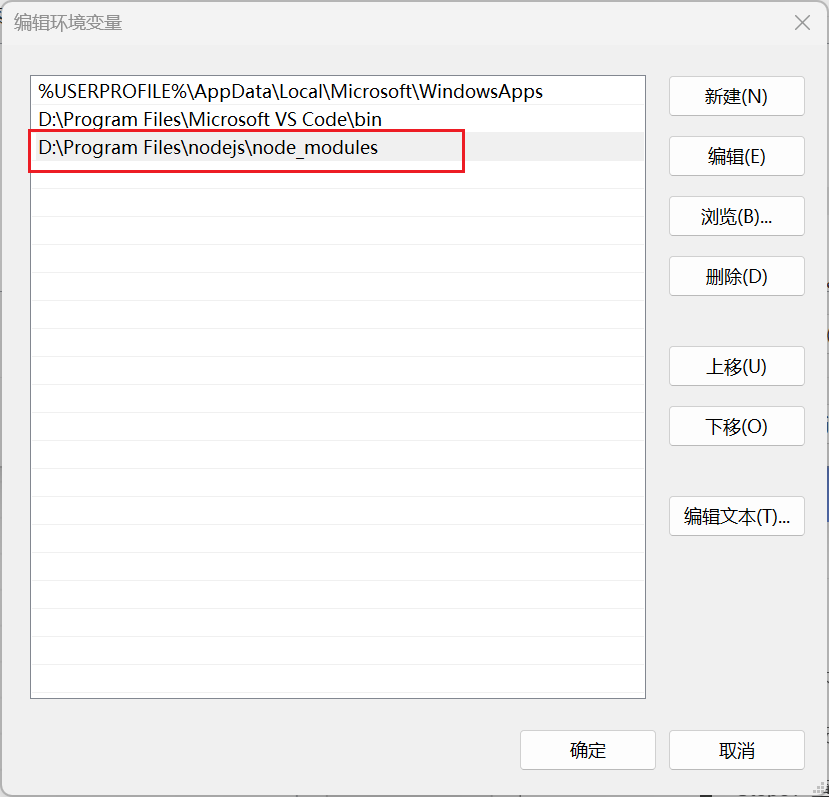 编辑环境变量
%USERPROFILE%\AppData\Local\Microsoft\WindowsApps
D:\Program Files\Microsoft VS Code\bin
D:\Program Files\nodejs\node_modules
新建(N)
编辑(E)
浏览(B)...
删除(D)
上移(U)
下移(O)
编辑文本(T)...
确定
取消